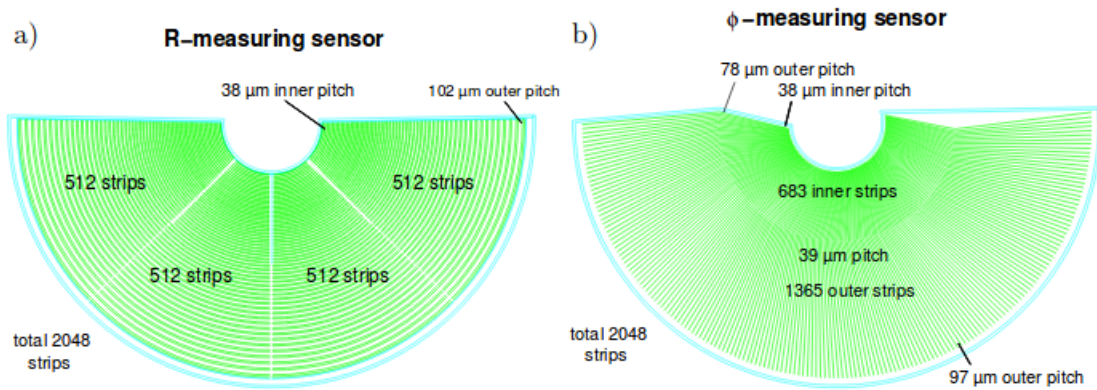 a)
R−measuring sensor
38 µm inner pitch
102 µm outer pitch
512 strips
512 strips
512 strips
512 strips
total 2048
strips
b)
ϕ−measuring sensor
78 µm outer pitch
38 µm inner pitch
683 inner strips
39 µm pitch
1365 outer strips
total 2048
strips
97 µm outer pitch